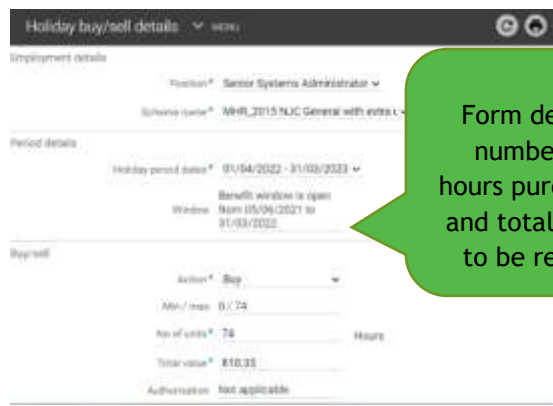 Holiday buy/sell details MENU
Employment details
Position* Senior Systems Administrator
Scheme name* MHR_2015 NJC General with extra
Period details
Holiday period dates* 01/04/2022 - 31/03/2023
Benefit window is open
Window from 05/06/2021 to
31/03/2022
Buy/sell
Action* Buy
Min / max 0 / 74
No of units* 74 Hours
Total value*
Authorisation Not applicable
Form de
numbe
hours pur
and total
to be re